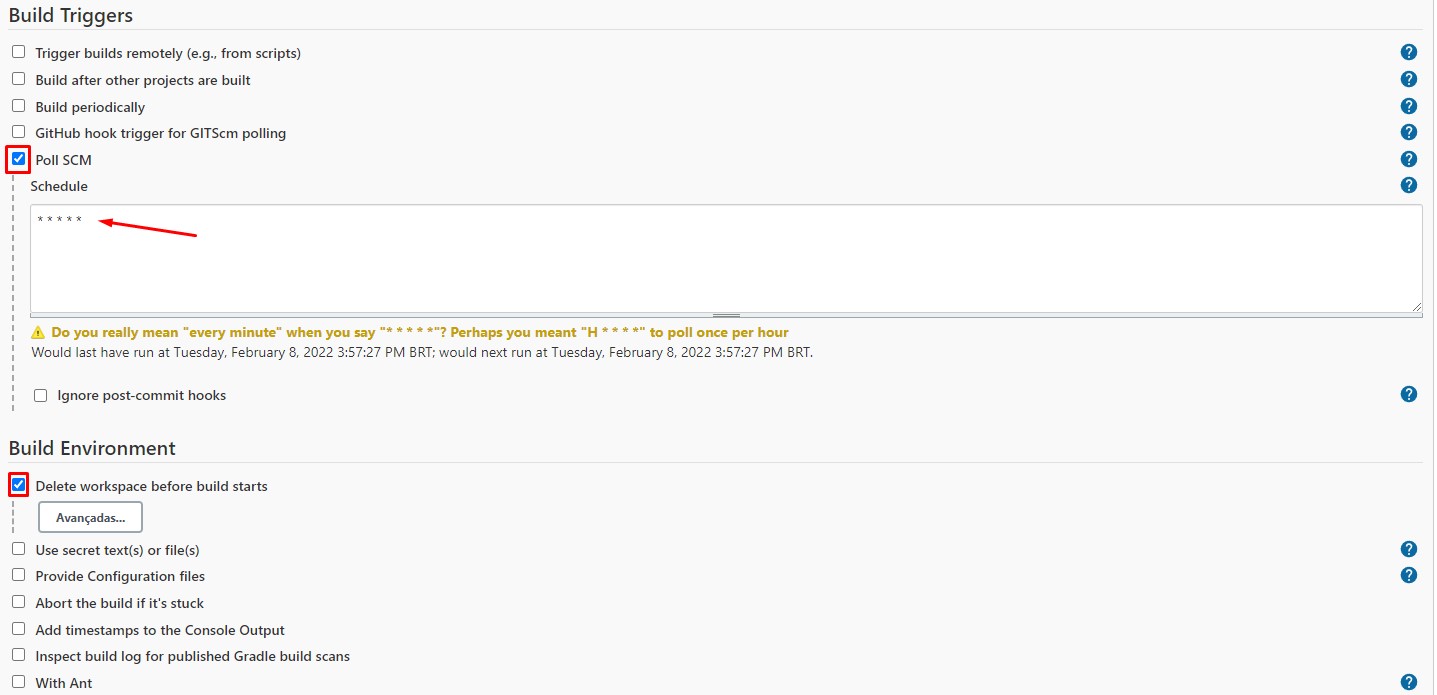 Build Triggers
Trigger builds remotely (e.g., from scripts)
?
Build after other projects are built
?
Build periodically
?
GitHub hook trigger for GITScm polling
?
Poll SCM
?
Schedule
?
* * * * *
Do you really mean "every minute" when you say "* * * * *"? Perhaps you meant "H * * * *" to poll once per hour
Would last have run at Tuesday, February 8, 2022 3:57:27 PM BRT; would next run at Tuesday, February 8, 2022 3:57:27 PM BRT.
Ignore post-commit hooks
?
Build Environment
Delete workspace before build starts
Avançadas...
Use secret text(s) or file(s)
?
Provide Configuration files
?
Abort the build if it's stuck
Add timestamps to the Console Output
Inspect build log for published Gradle build scans
With Ant
?